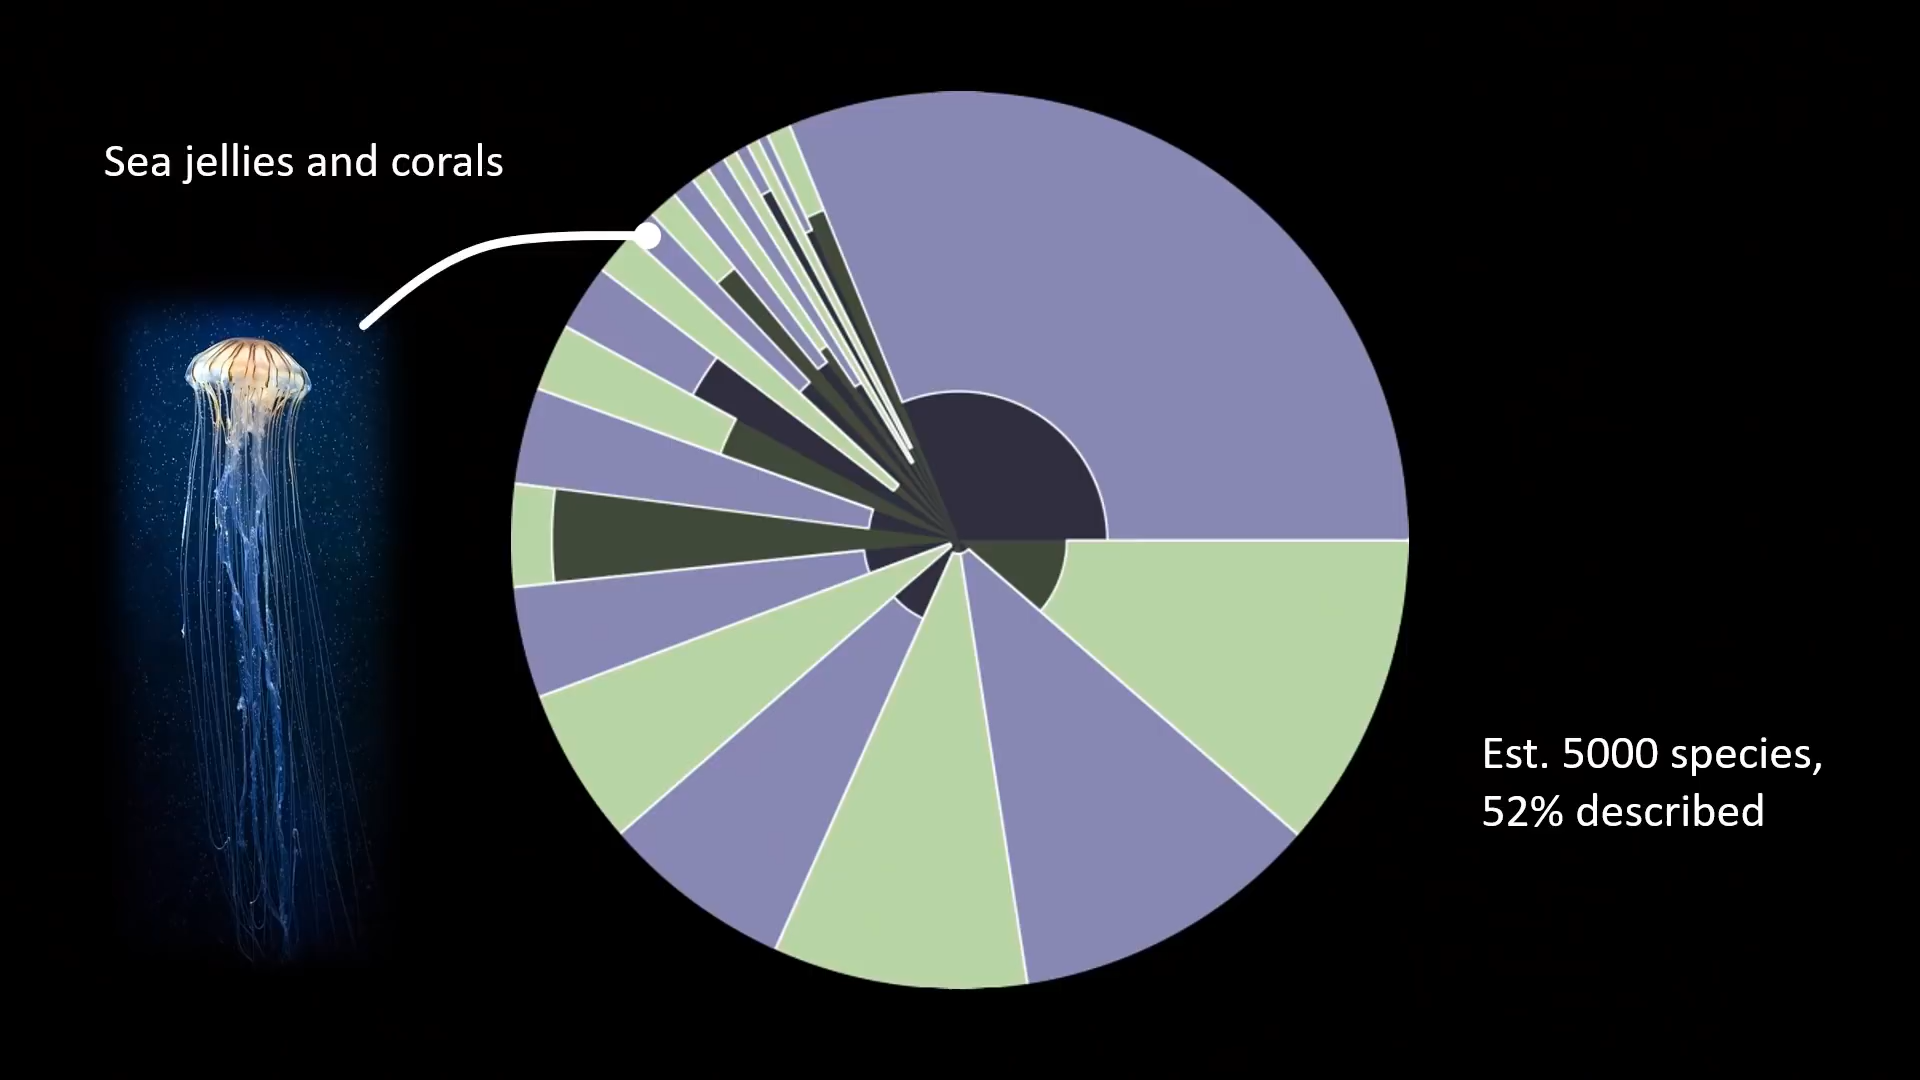 Sea jellies and corals
Est. 5000 species,
52% described